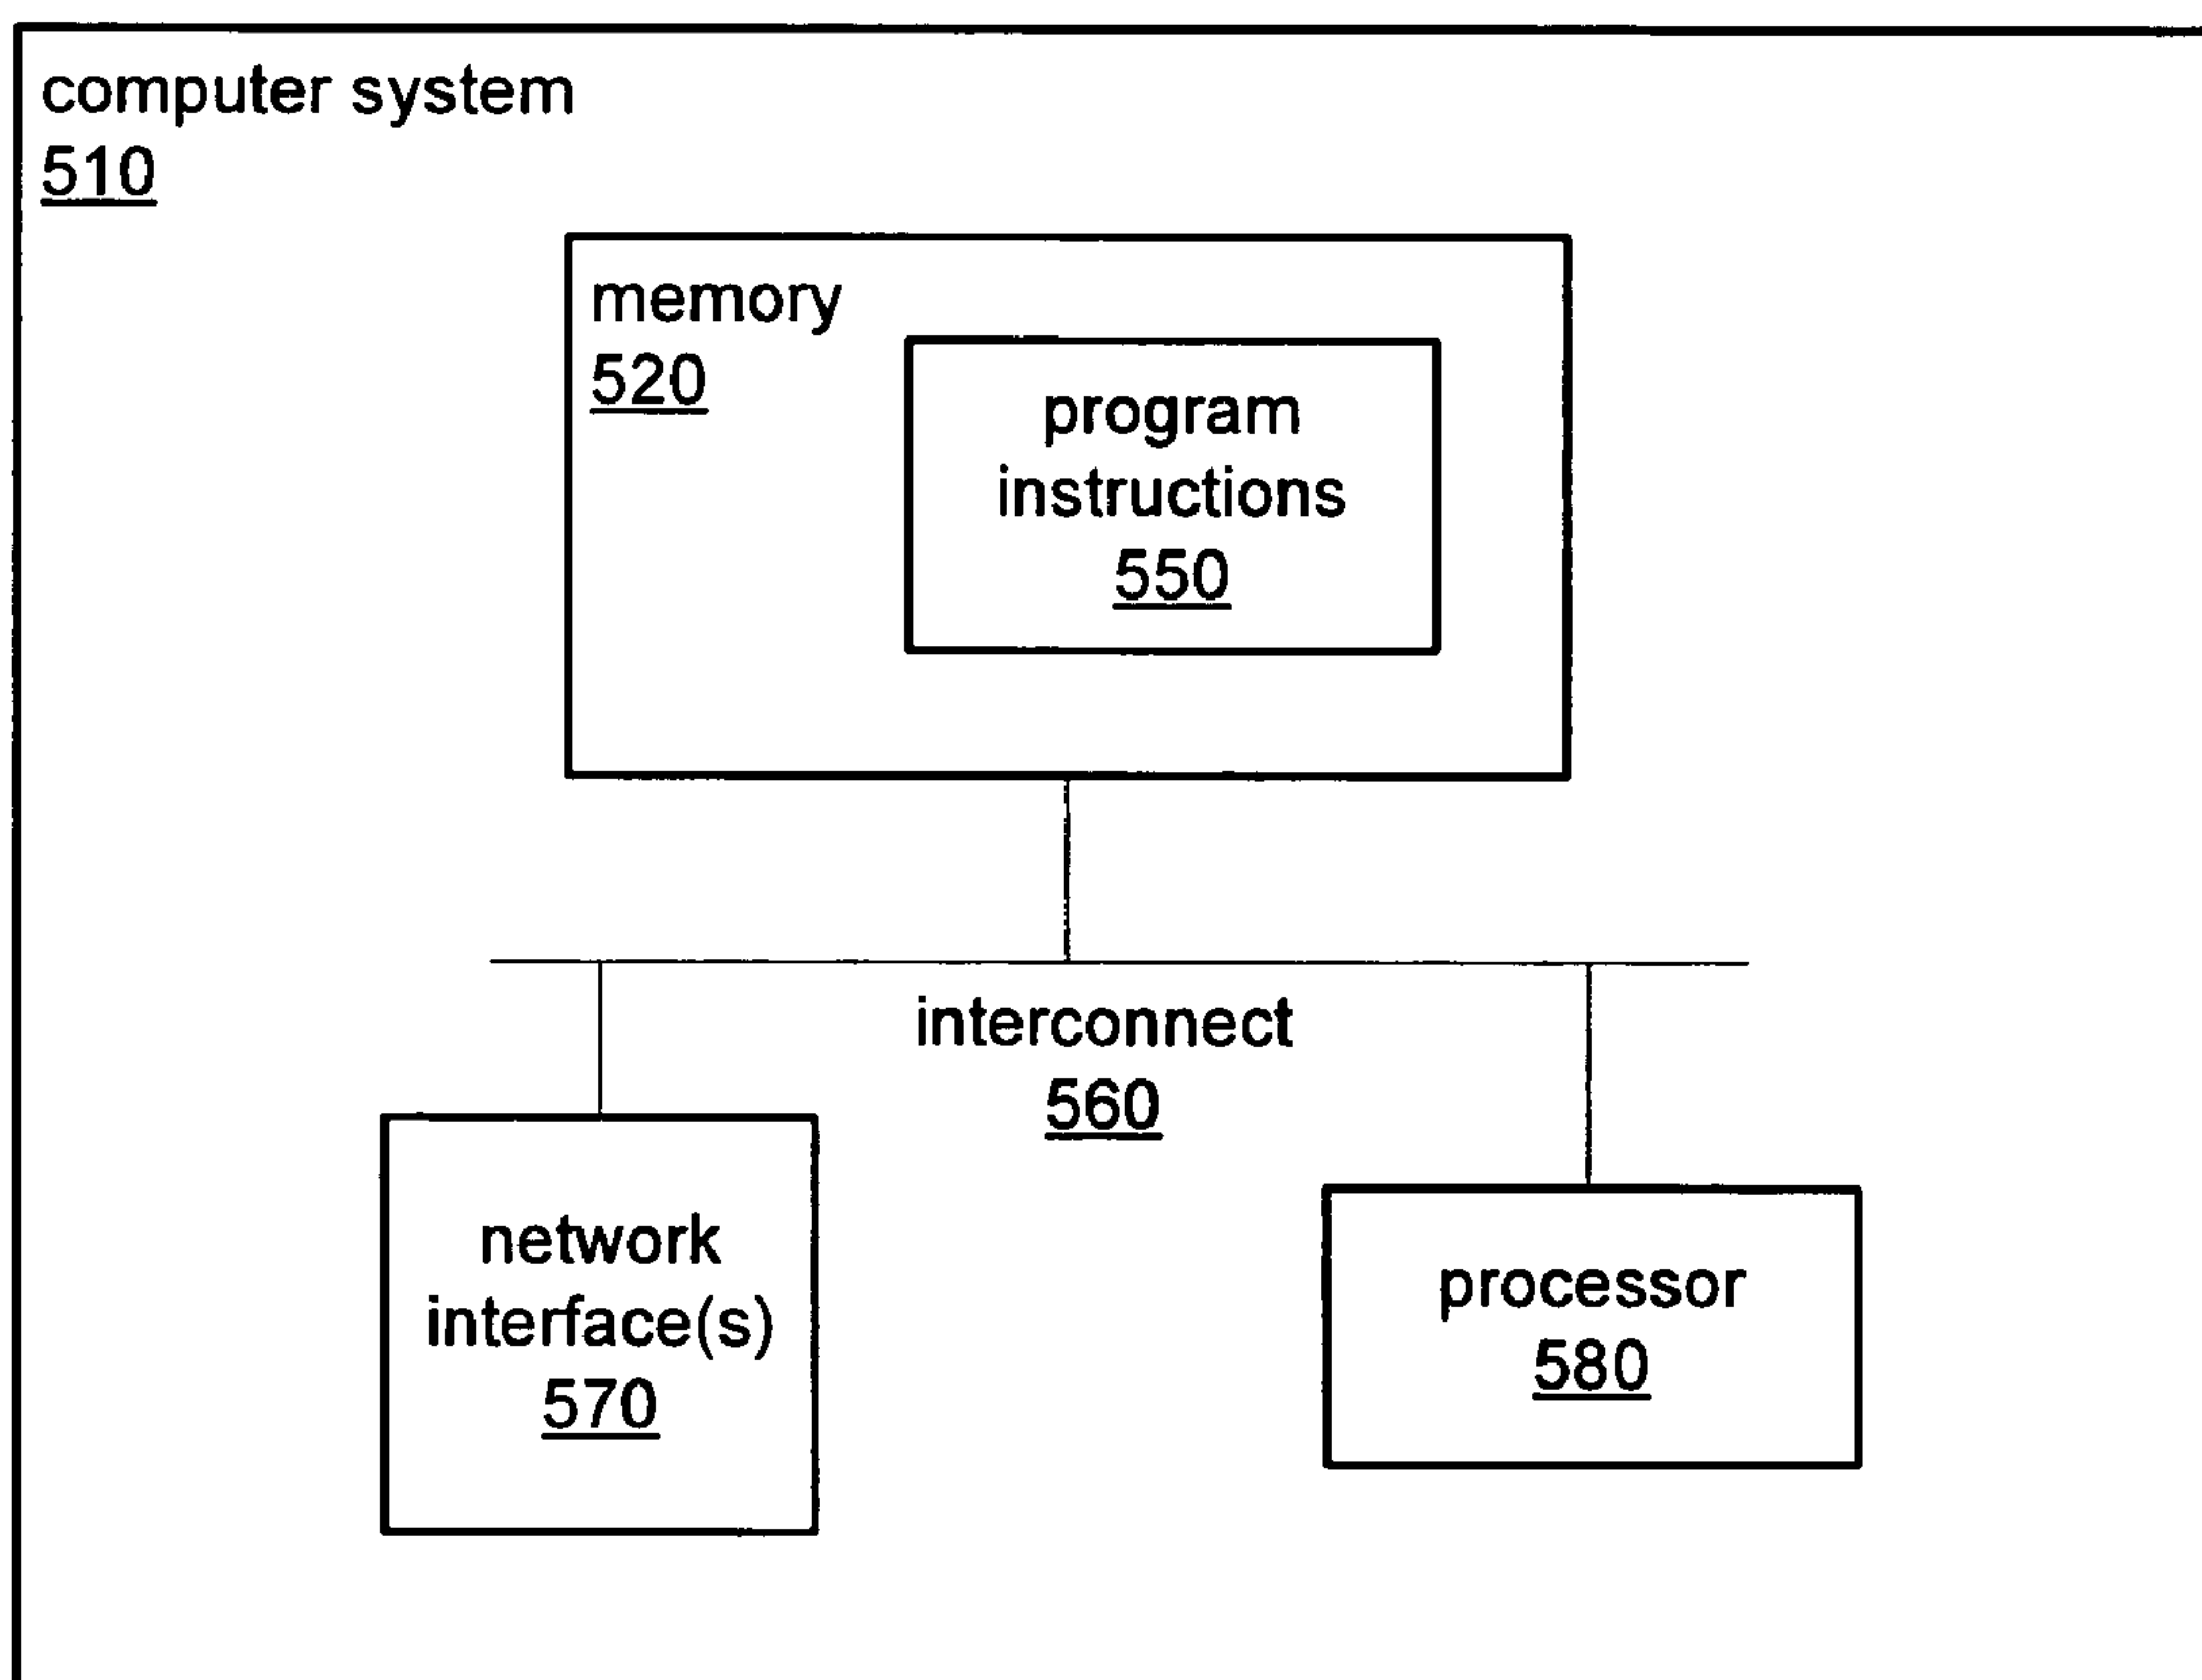 computer system
510
memory
520
program
instructions
550
interconnect
560
network
interface(s)
570
processor
580